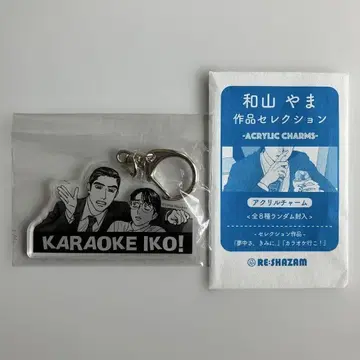 KARAOKE IKO!
和山 やま
作品セレクション
-ACRYLIC CHARMS-
アクリルチャーム
<全8種ランダム封入>
-セレクション作品-
『夢中さ、きみに。』『カラオケ行こ!』
RE:SHAZAM